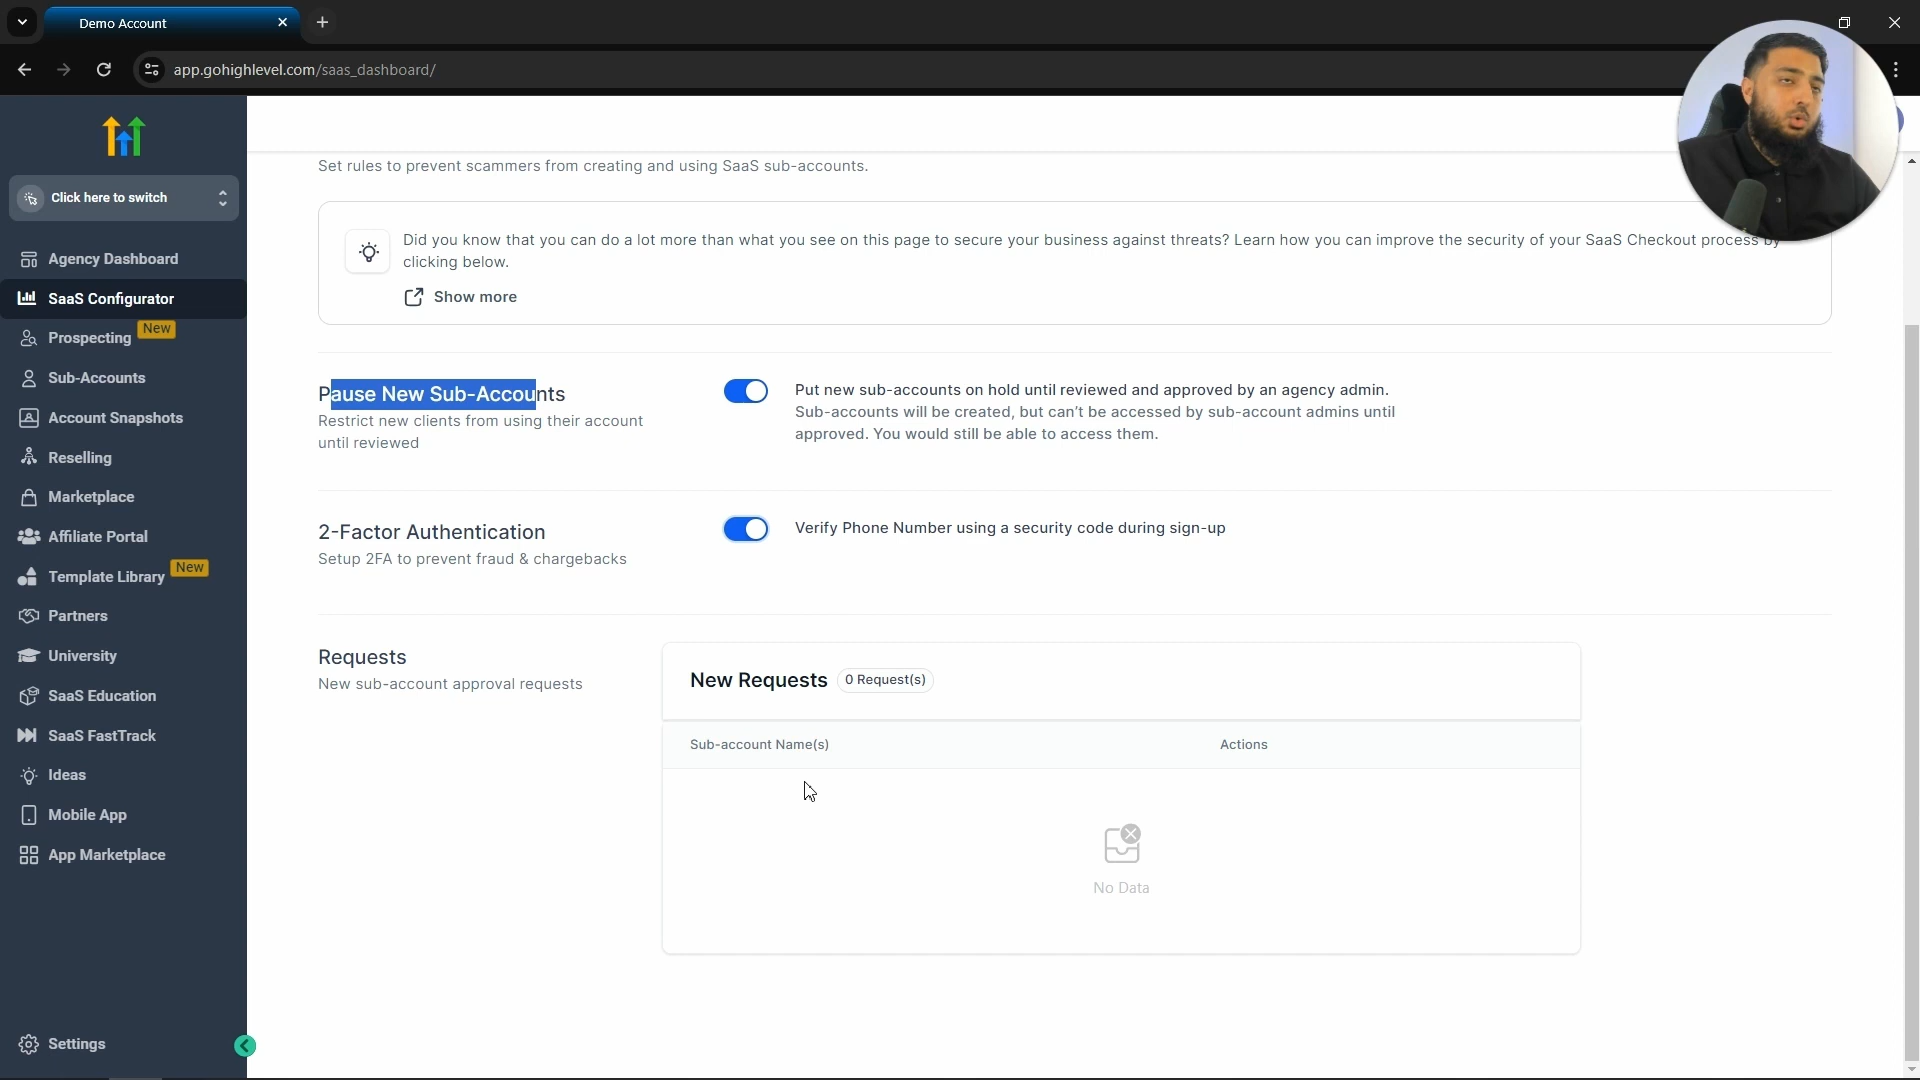 Demo Account
app.gohighlevel.com/saas_dashboard/
Click here to switch
Agency Dashboard
SaaS Configurator
Prospecting New
Sub-Accounts
Account Snapshots
Reselling
Marketplace
Affiliate Portal
Template Library New
Partners
University
SaaS Education
SaaS FastTrack
Ideas
Mobile App
App Marketplace
Settings
Set rules to prevent scammers from creating and using SaaS sub-accounts.
Did you know that you can do a lot more than what you see on this page to secure your business against threats? Learn how you can improve the security of your SaaS Checkout process by
clicking below.
Show more
Pause New Sub-Accounts
Restrict new clients from using their account
until reviewed
Put new sub-accounts on hold until reviewed and approved by an agency admin.
Sub-accounts will be created, but can't be accessed by sub-account admins until
approved. You would still be able to access them.
2-Factor Authentication
Setup 2FA to prevent fraud & chargebacks
Verify Phone Number using a security code during sign-up
Requests
New sub-account approval requests
New Requests 0 Request(s)
Sub-account Name(s) Actions
No Data